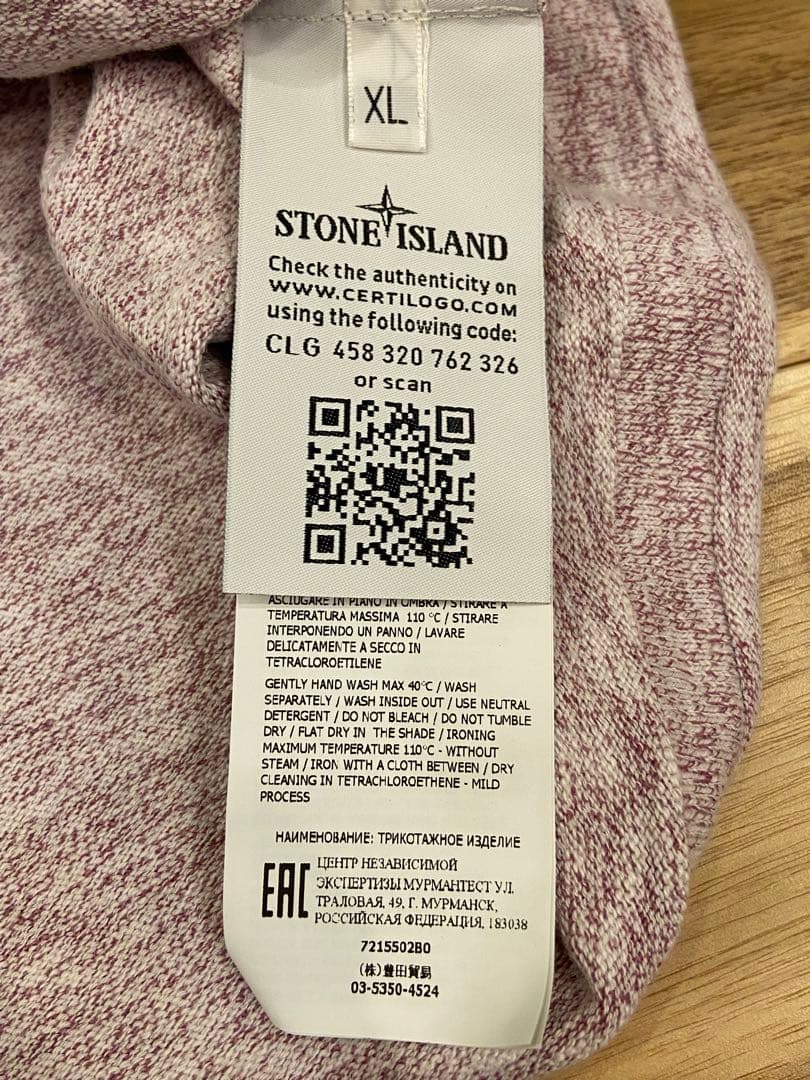 XL
STONE ISLAND
Check the authenticity on
WWW.CERTILOGO.COM
using the following code:
CLG 458 320 762 326
or scan
ASCIUGARE IN PIANO IN OMBRA / STIRARE A
TEMPERATURA MASSIMA 110 °C / STIRARE
INTERPONENDO UN PANNO / LAVARE
DELICATAMENTE A SECCO IN
TETRACLOROETILENE
GENTLY HAND WASH MAX 40°C / WASH
SEPARATELY / WASH INSIDE OUT / USE NEUTRAL
DETERGENT / DO NOT BLEACH / DO NOT TUMBLE
DRY / FLAT DRY IN THE SHADE / IRONING
MAXIMUM TEMPERATURE 110°C - WITHOUT
STEAM / IRON WITH A CLOTH BETWEEN / DRY
CLEANING IN TETRACHLOROETHENE - MILD
PROCESS
НАИМЕНОВАНИЕ: ТРИКОТАЖНОЕ ИЗДЕЛИЕ
EAC
ЦЕНТР НЕЗАВИСИМОЙ
ЭКСПЕРТИЗЫ МУРМАНТЕСТ УЛ.
ТРАЛОВАЯ, 49, Г. МУРМАНСК,
РОССИЙСКАЯ ФЕДЕРАЦИЯ, 183038
7215502B0
(株)豊田貿易
03-5350-4524